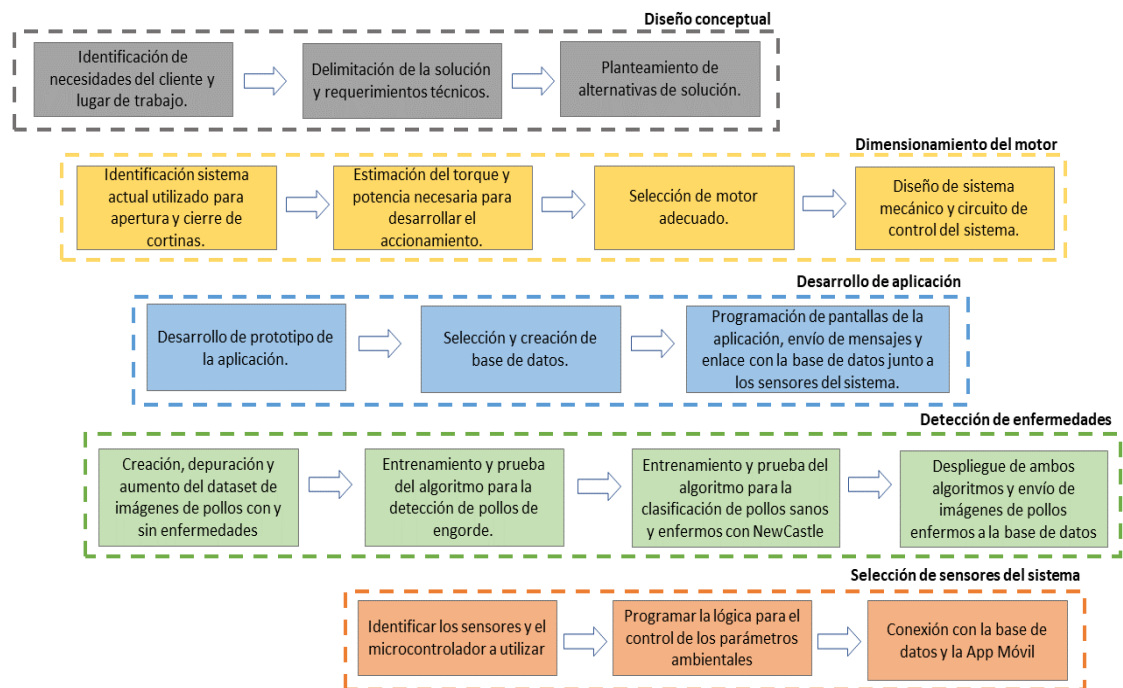 Diseño conceptual
Identificación de
necesidades del cliente y
lugar de trabajo.
Delimitación de la solución
y requerimientos técnicos.
Planteamiento de
alternativas de solución.
Dimensionamiento del motor
Identificación sistema
actual utilizado para
apertura y cierre de
cortinas.
Estimación del torque y
potencia necesaria para
desarrollar el
accionamiento.
Selección de motor
adecuado.
Diseño de sistema
mecánico y circuito de
control del sistema.
Desarrollo de aplicación
Desarrollo de prototipo de
la aplicación.
Selección y creación de
base de datos.
Programación de pantallas de la
aplicación, envío de mensajes y
enlace con la base de datos junto a
los sensores del sistema.
Detección de enfermedades
Creación, depuración y
aumento del dataset de
imágenes de pollos con y
sin enfermedades
Entrenamiento y prueba
del algoritmo para la
detección de pollos de
engorde.
Entrenamiento y prueba del
algoritmo para la
clasificación de pollos sanos
y enfermos con NewCastle
Despliegue de ambos
algoritmos y envío de
imágenes de pollos
enfermos a la base de datos
Selección de sensores del sistema
Identificar los sensores y el
microcontrolador a utilizar
Programar la lógica para el
control de los parámetros
ambientales
Conexión con la base de
datos y la App Móvil